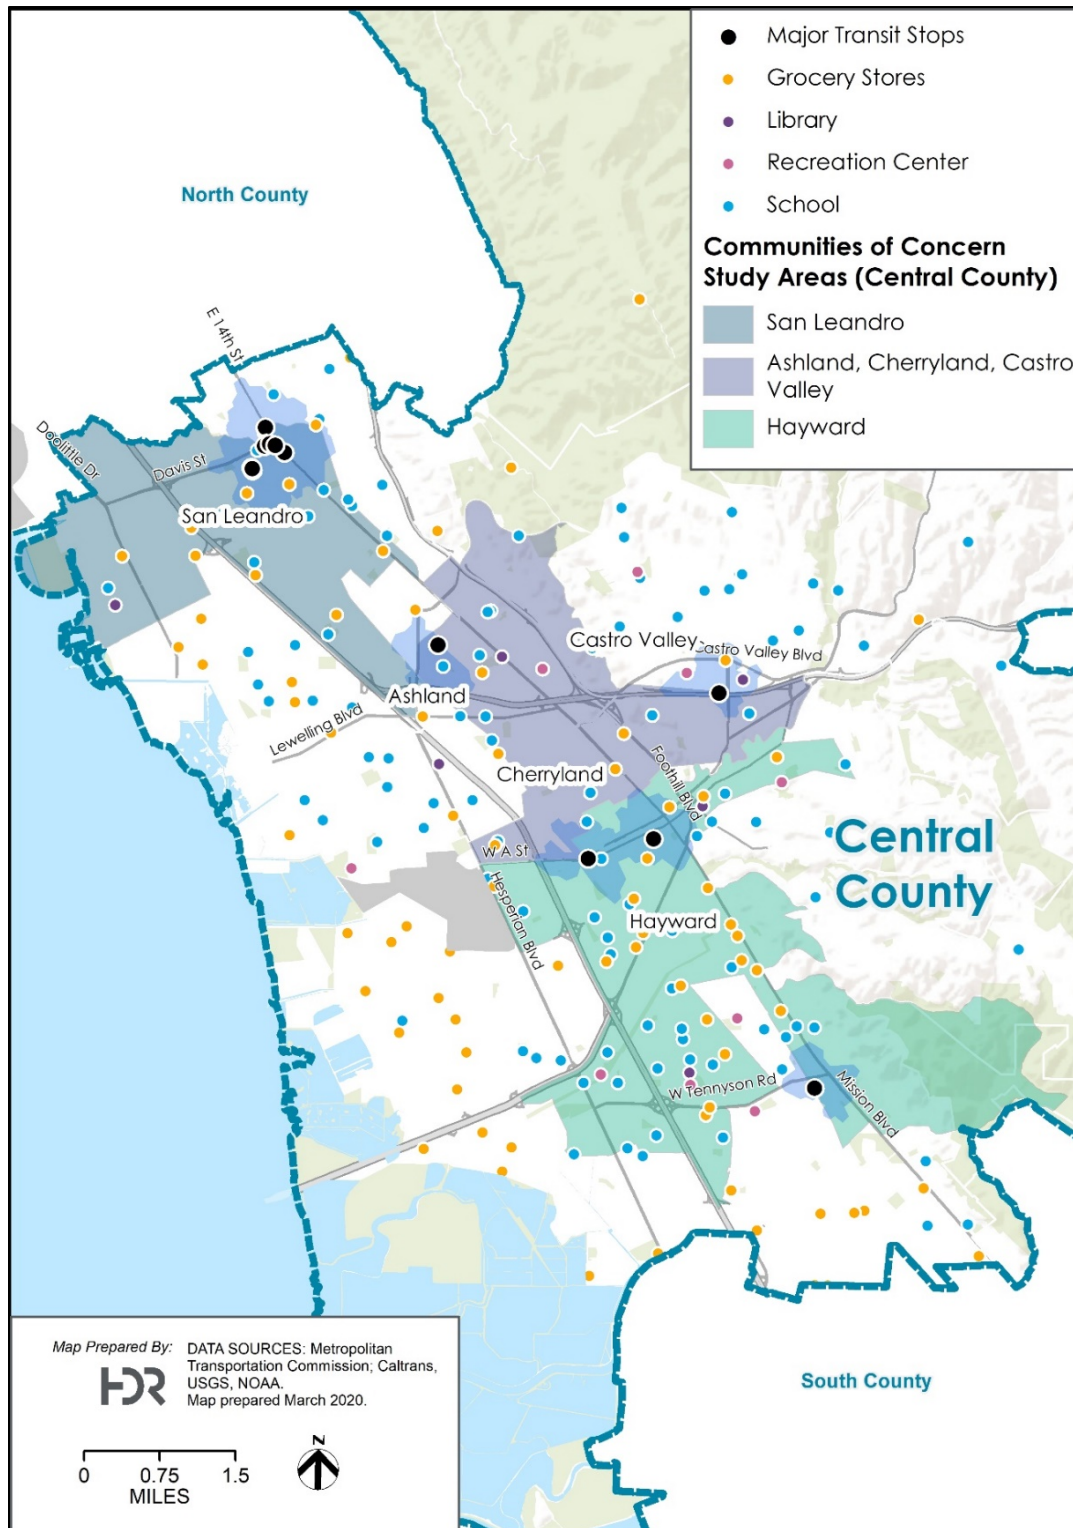 Major Transit Stops
Grocery Stores
Library
Recreation Center
School
Communities of Concern
Study Areas (Central County)
San Leandro
Ashland, Cherryland, Castro
Valley
Hayward
North County
E 14th St
Doolittle Dr
Davis St
San Leandro
Castro Valley
Castro Valley Blvd
Ashland
Lewelling Blvd
Cherryland
Foothill Blvd
Central
County
W A St
Hesperian Blvd
Hayward
W Tennyson Rd
Mission Blvd
South County
Map Prepared By:
HDR
DATA SOURCES: Metropolitan
Transportation Commission; Caltrans,
USGS, NOAA.
Map prepared March 2020.
N
0 0.75 1.5
MILES